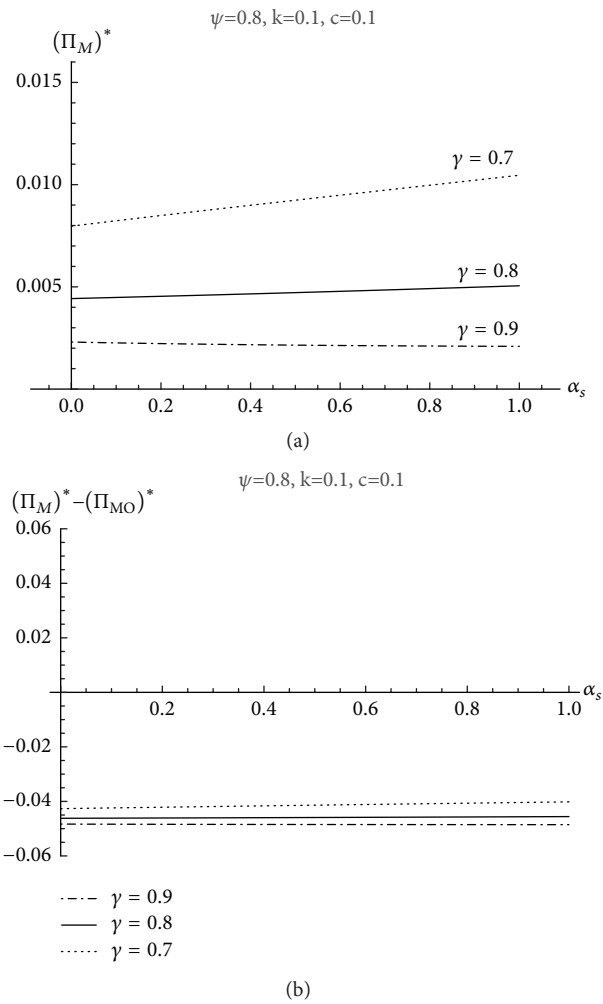 ψ=0.8, k=0.1, c=0.1
(Π_M)^*
0.015
0.010
γ = 0.7
0.005
γ = 0.8
γ = 0.9
0.0 0.2 0.4 0.6 0.8 1.0 α_s
(a)
ψ=0.8, k=0.1, c=0.1
(Π_M)^*−(Π_MO)^*
0.06
0.04
0.02
α_s
0.2 0.4 0.6 0.8 1.0
−0.02
−0.04
−0.06
γ = 0.9
γ = 0.8
γ = 0.7
(b)